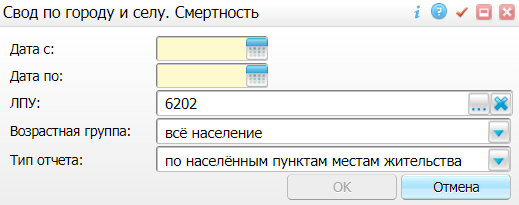 Свод по городу и селу. Смертность
Дата с:
Дата по:
ЛПУ: 6202 ...
Возрастная группа: всё население
Тип отчета: по населённым пунктам местам жительства
ОК Отмена